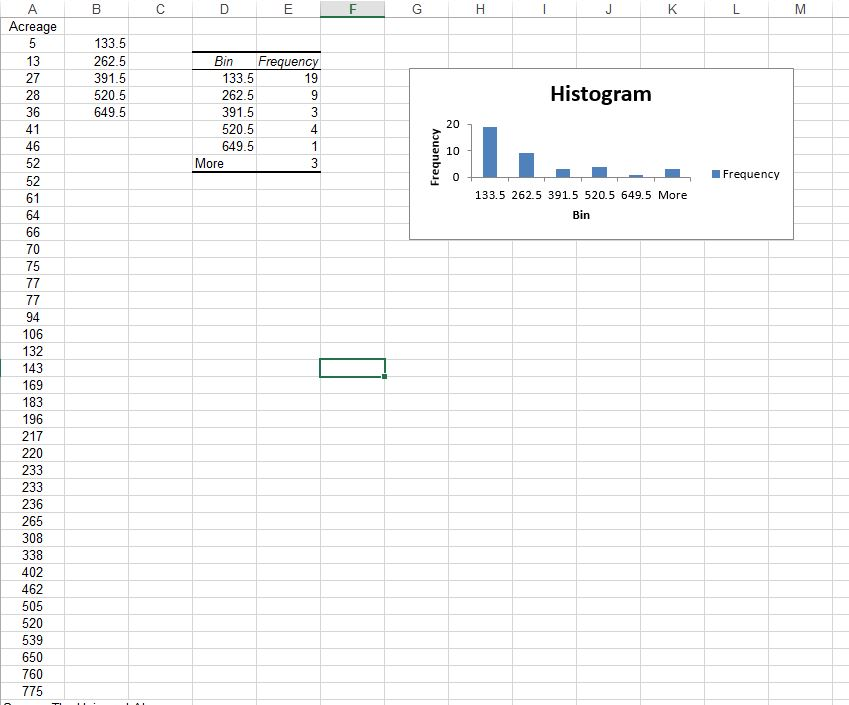 A B C D E F G H I J K L M
Acreage
5 133.5
13 262.5 Bin Frequency
27 391.5 133.5 19
28 520.5 262.5 9
36 649.5 391.5 3
41 520.5 4
46 649.5 1
52 More 3
52
61
64
66
70
75
77
77
94
106
132
143
169
183
196
217
220
233
233
236
265
308
338
402
462
505
520
539
650
760
775
Histogram
Frequency
20
10
0
133.5 262.5 391.5 520.5 649.5 More
Bin
Frequency